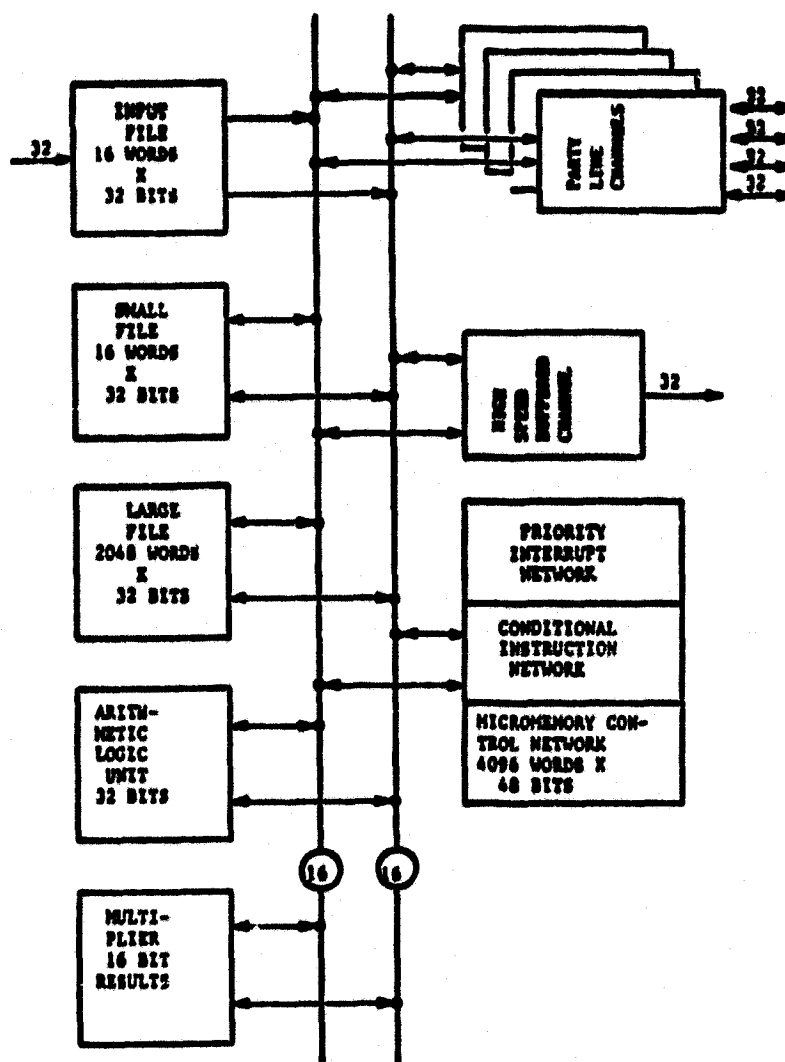 32
INPUT
FILE
16 WORDS
X
32 BITS
PARTY
LINE
CHANNELS
32
32
32
32
SMALL
FILE
16 WORDS
X
32 BITS
HIGH
SPEED
BUFFERED
CHANNEL
32
LARGE
FILE
2048 WORDS
X
32 BITS
PRIORITY
INTERRUPT
NETWORK
CONDITIONAL
INSTRUCTION
NETWORK
MICROMEMORY CON-
TROL NETWORK
4096 WORDS X
48 BITS
ARITH-
METIC
LOGIC
UNIT
32 BITS
16
16
MULTI-
PLIER
16 BIT
RESULTS